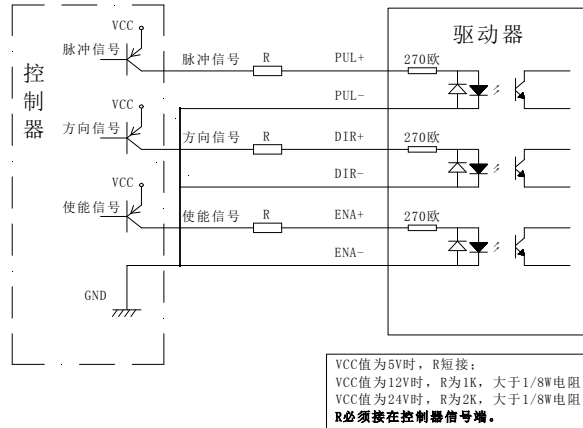 控制器
驱动器
VCC
脉冲信号
脉冲信号
R
PUL+
270欧
PUL-
VCC
方向信号
方向信号
R
DIR+
270欧
DIR-
VCC
使能信号
使能信号
R
ENA+
270欧
ENA-
GND
VCC值为5V时，R短接；
VCC值为12V时，R为1K，大于1/8W电阻
VCC值为24V时，R为2K，大于1/8W电阻
R必须接在控制器信号端。